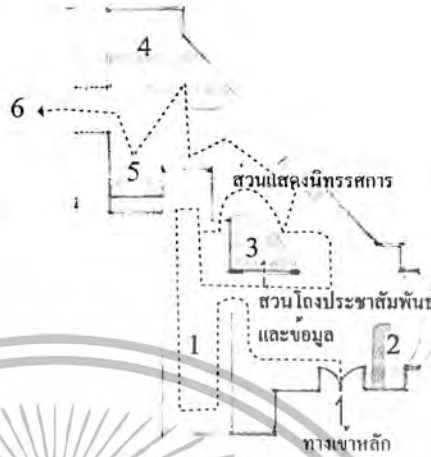 4
6
5
ส่วนแสดงนิทรรศการ
3
ส่วนโถงประชาสัมพันธ์
และข้อมูล
1
2
ทางเข้าหลัก